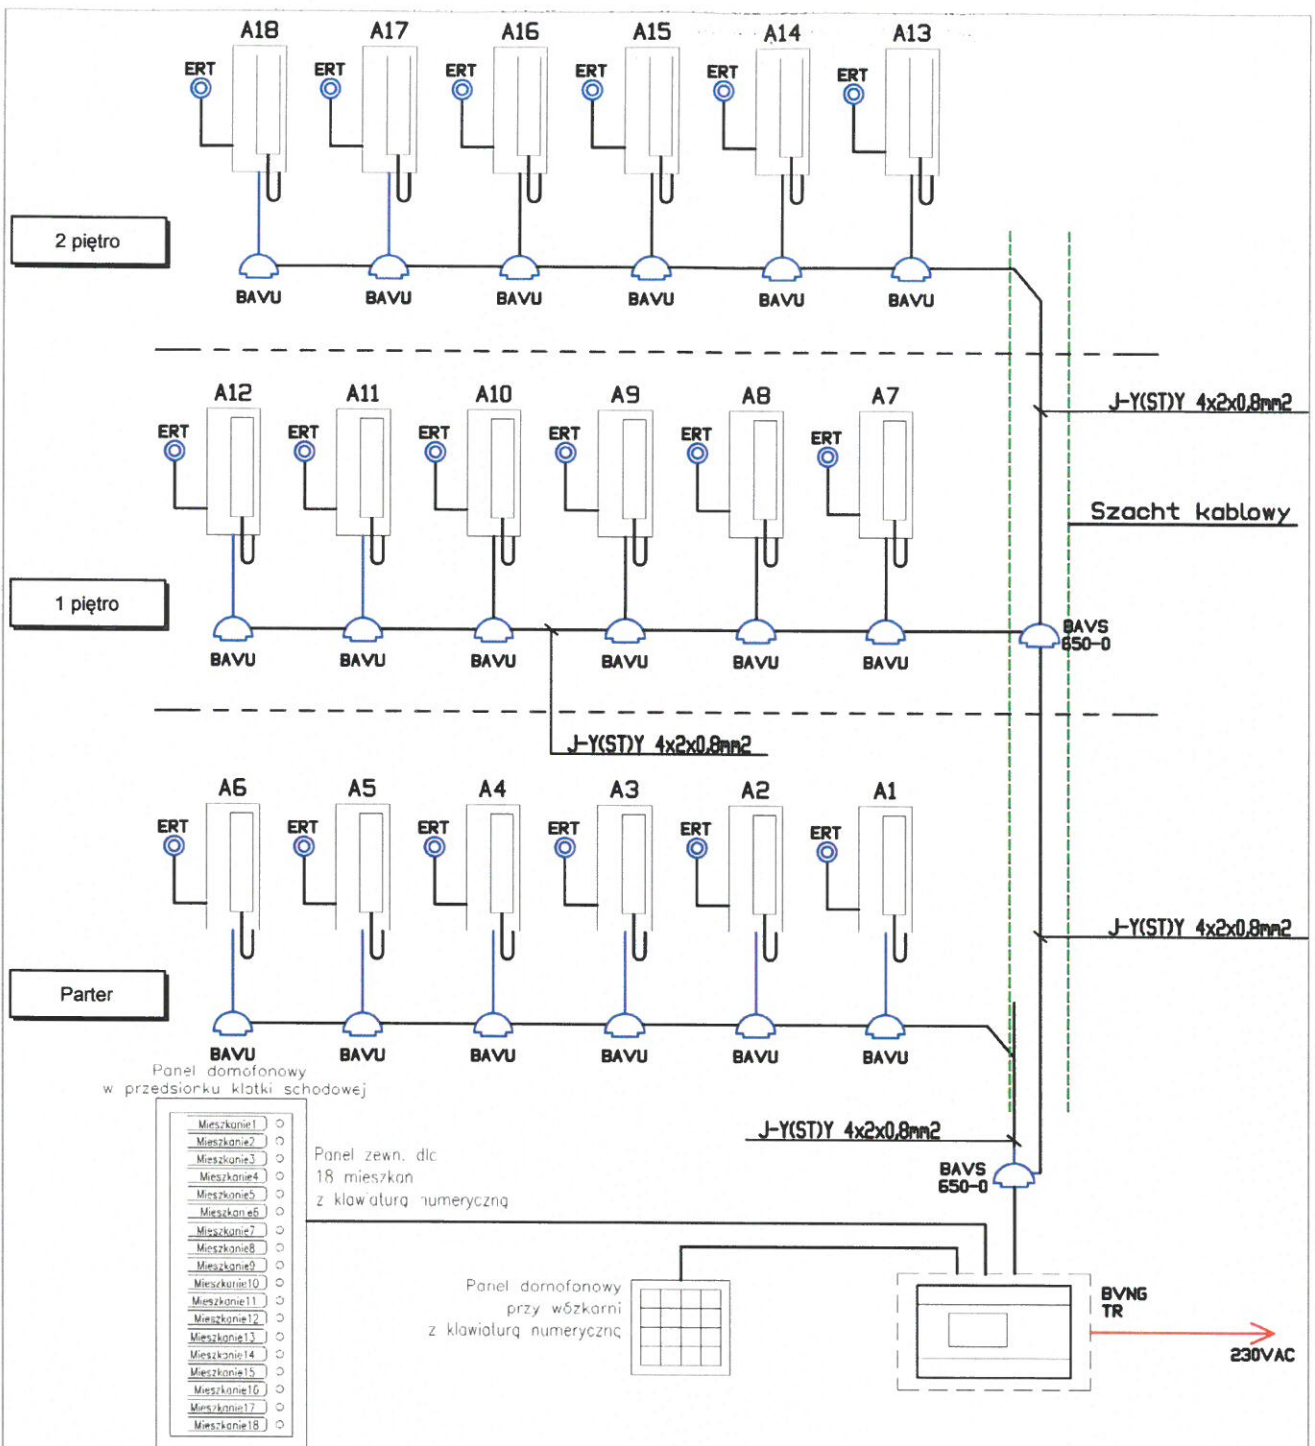 A18 A17 A16 A15 A14 A13
ERT ERT ERT ERT ERT ERT
2 piętro
BAVU BAVU BAVU BAVU BAVU BAVU
A12 A11 A10 A9 A8 A7
J-Y(ST)Y 4x2x0,8mm2
ERT ERT ERT ERT ERT ERT
Szacht kablowy
1 piętro
BAVS
650-0
BAVU BAVU BAVU BAVU BAVU BAVU
J-Y(ST)Y 4x2x0,8mm2
A6 A5 A4 A3 A2 A1
ERT ERT ERT ERT ERT ERT
J-Y(ST)Y 4x2x0,8mm2
Parter
BAVU BAVU BAVU BAVU BAVU BAVU
Panel domofonowy
w przedsionku klatki schodowej
Mieszkanie1
Mieszkanie2
Mieszkanie3
Mieszkanie4
Mieszkanie5
Mieszkanie6
Mieszkanie7
Mieszkanie8
Mieszkanie9
Mieszkanie10
Mieszkanie11
Mieszkanie12
Mieszkanie13
Mieszkanie14
Mieszkanie15
Mieszkanie16
Mieszkanie17
Mieszkanie18
Panel zewn. dla
18 mieszkań
z klawiaturą numeryczną
J-Y(ST)Y 4x2x0,8mm2
BAVS
650-0
Panel domofonowy
przy wózkarni
z klawiaturą numeryczną
BVNG
TR
230VAC